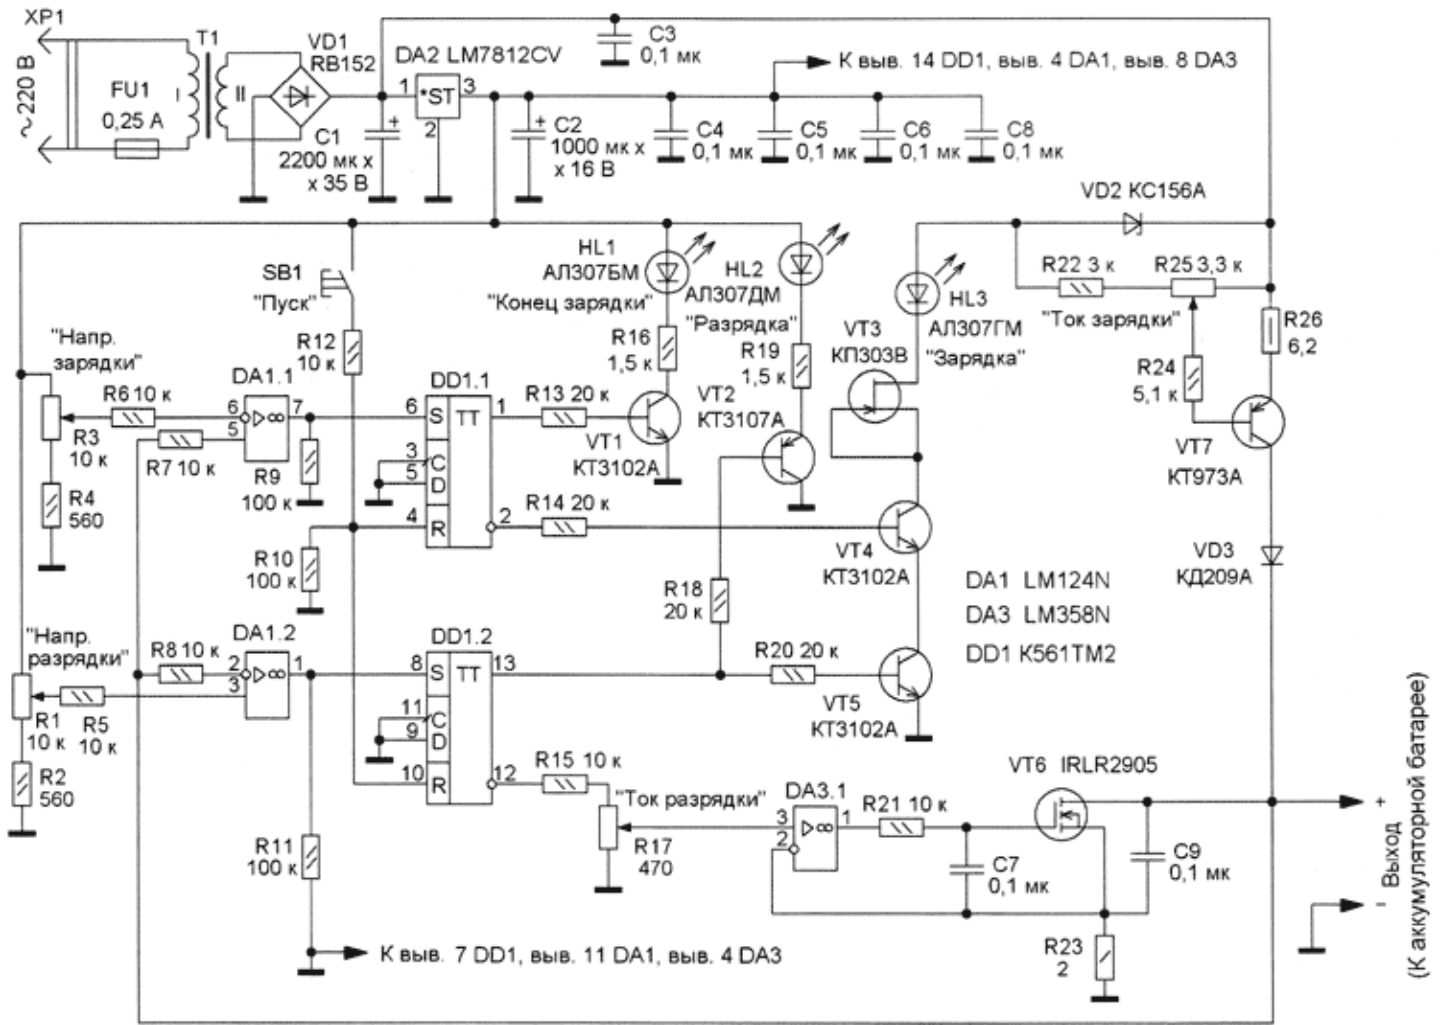 XP1
~220 В
FU1
0,25 А
T1
I
II
VD1
RB152
C1
2200 мк х
х 35 В
DA2 LM7812CV
1
*ST
3
2
C2
1000 мк х
х 16 В
C3
0,1 мк
К выв. 14 DD1, выв. 4 DA1, выв. 8 DA3
C4
0,1 мк
C5
0,1 мк
C6
0,1 мк
C8
0,1 мк
VD2 КС156А
SB1
"Пуск"
R12
10 к
HL1
АЛ307БМ
"Конец зарядки"
R16
1,5 к
HL2
АЛ307ДМ
"Разрядка"
R19
1,5 к
VT3
КП303В
HL3
АЛ307ГМ
"Зарядка"
R22 3 к
R25 3,3 к
"Ток зарядки"
R26
6,2
R24
5,1 к
VT7
КТ973А
VD3
КД209А
"Напр.
зарядки"
R6 10 к
R3
10 к
R4
560
R7 10 к
DA1.1
6
7
5
▷∞
R9
100 к
DD1.1
6
S
TT
1
3
C
5
D
4
R
2
R13 20 к
VT1
КТ3102А
VT2
КТ3107А
R14 20 к
VT4
КТ3102А
R10
100 к
R18
20 к
DA1 LM124N
DA3 LM358N
DD1 К561ТМ2
"Напр.
разрядки"
R8 10 к
R1
10 к
R5
10 к
R2
560
DA1.2
2
1
3
▷∞
DD1.2
8
S
TT
13
11
C
9
D
10
R
12
R20 20 к
VT5
КТ3102А
R15 10 к
"Ток разрядки"
R17
470
DA3.1
3
1
2
▷∞
R21 10 к
VT6 IRLR2905
C7
0,1 мк
C9
0,1 мк
R23
2
R11
100 к
К выв. 7 DD1, выв. 11 DA1, выв. 4 DA3
+
−
Выход
(К аккумуляторной батарее)